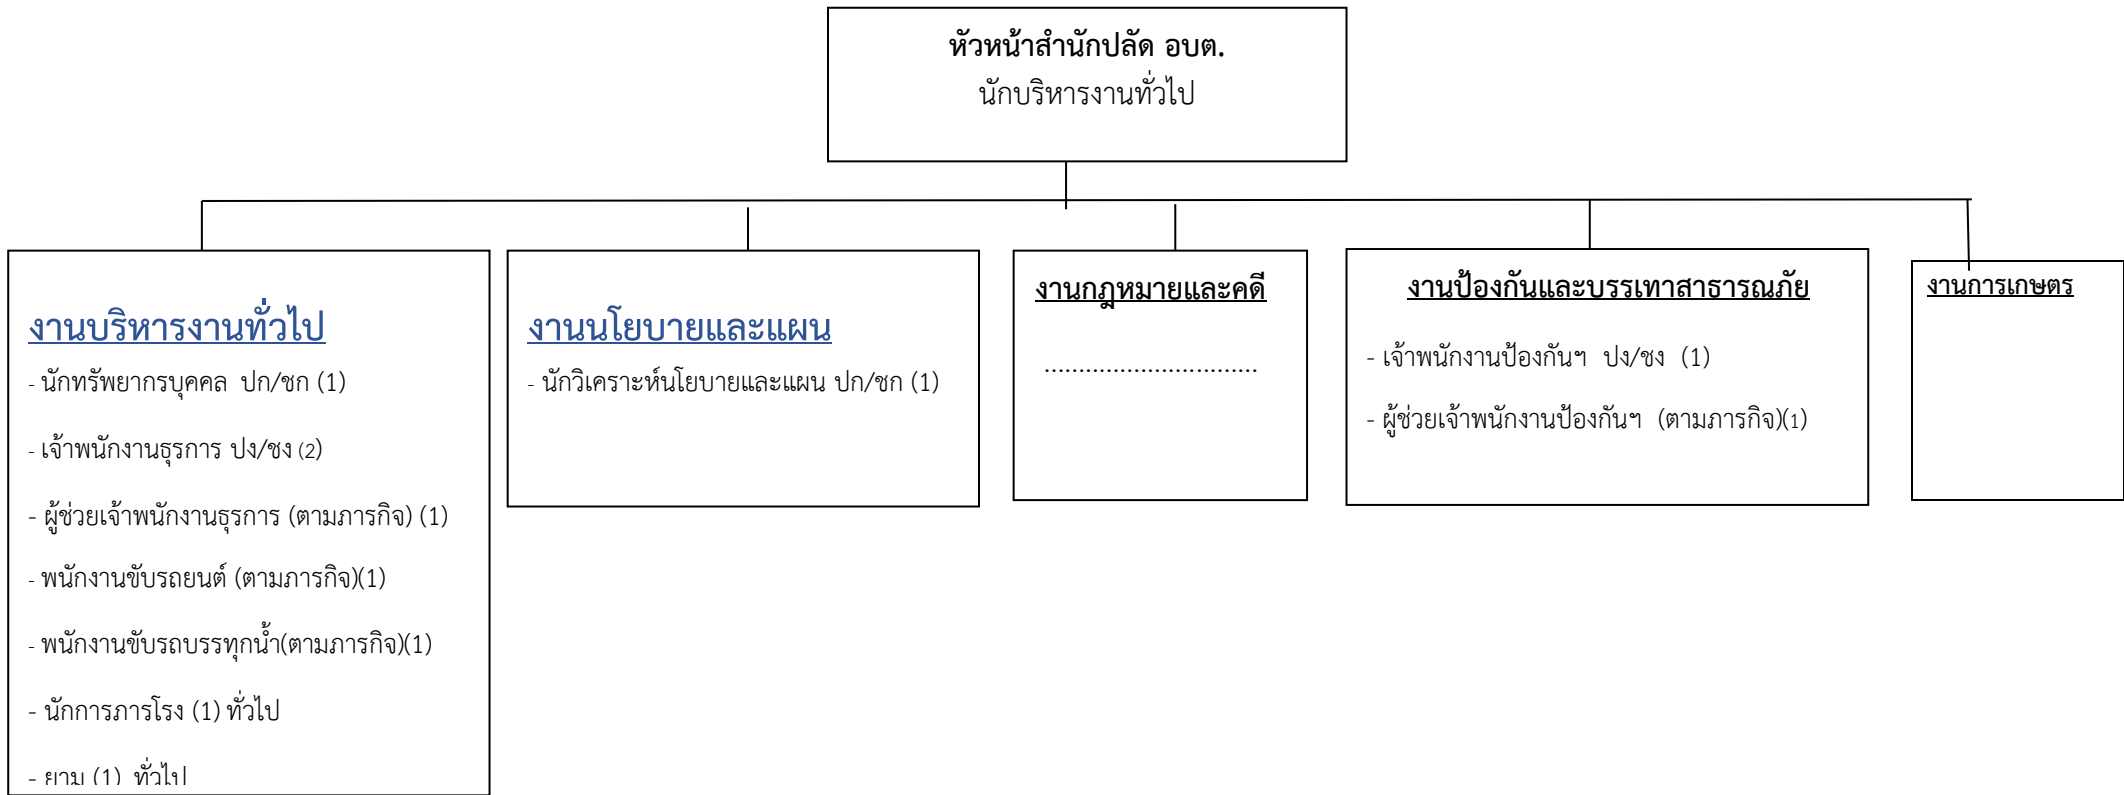 หัวหน้าสำนักปลัด อบต.
นักบริหารงานทั่วไป
งานบริหารงานทั่วไป
- นักทรัพยากรบุคคล ปก/ชก (1)
- เจ้าพนักงานธุรการ ปง/ชง (2)
- ผู้ช่วยเจ้าพนักงานธุรการ (ตามภารกิจ) (1)
- พนักงานขับรถยนต์ (ตามภารกิจ)(1)
- พนักงานขับรถบรรทุกน้ำ(ตามภารกิจ)(1)
- นักการภารโรง (1) ทั่วไป
- ยาม (1) ทั่วไป
งานนโยบายและแผน
- นักวิเคราะห์นโยบายและแผน ปก/ชก (1)
งานกฎหมายและคดี
...............................
งานป้องกันและบรรเทาสาธารณภัย
- เจ้าพนักงานป้องกันฯ ปง/ชง (1)
- ผู้ช่วยเจ้าพนักงานป้องกันฯ (ตามภารกิจ)(1)
งานการเกษตร